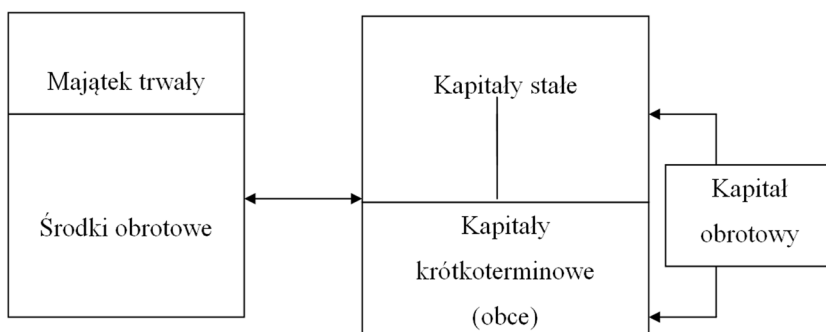 Majątek trwały
Środki obrotowe
Kapitały stałe
Kapitały
krótkoterminowe
(obce)
Kapitał
obrotowy